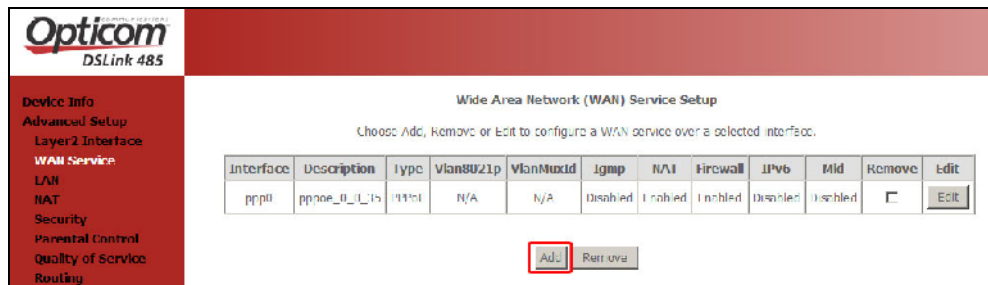 Opticom
DSLink 485
Device Info
Advanced Setup
Layer2 Interface
WAN Service
LAN
NAT
Security
Parental Control
Quality of Service
Routing
Wide Area Network (WAN) Service Setup
Choose Add, Remove or Edit to configure a WAN service over a selected interface.
Interface Description Type Vlan8021p VlanMuxId Igmp NAT Firewall IPv6 Mld Remove Edit
ppp0 pppoe_0_0_35 PPPoE N/A N/A Disabled Enabled Enabled Disabled Disabled Edit
Add Remove